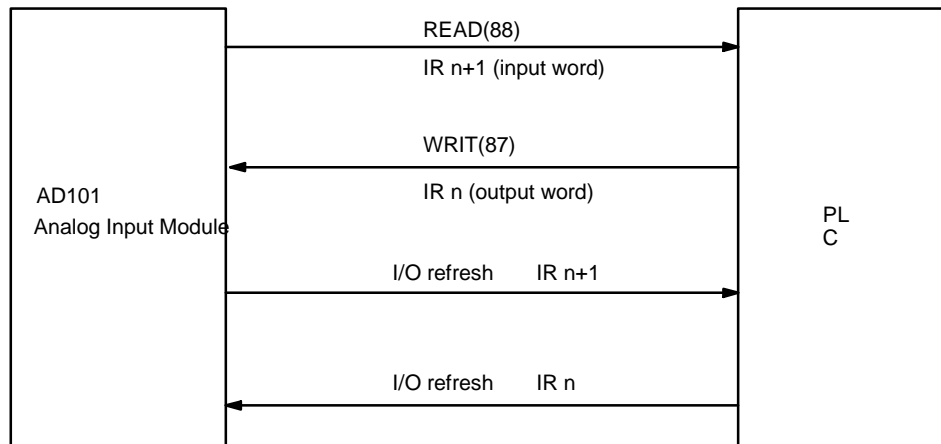 READ(88)
IR n+1 (input word)
WRIT(87)
IR n (output word)
AD101
Analog Input Module
PL
C
I/O refresh IR n+1
I/O refresh IR n